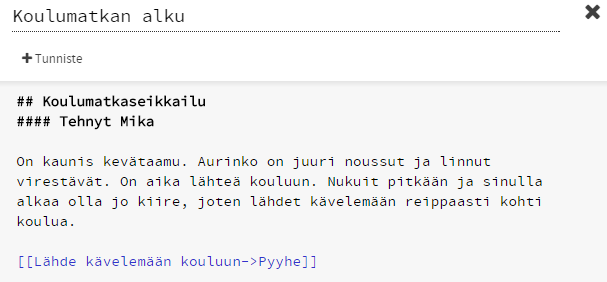 Koulumatkan alku
+ Tunniste
## Koulumatkaseikkailu
#### Tehnyt Mika
On kaunis kevätaamu. Aurinko on juuri noussut ja linnut
virestävät. On aika lähteä kouluun. Nukuit pitkään ja sinulla
alkaa olla jo kiire, joten lähdet kävelemään reippaasti kohti
koulua.
[[Lähde kävelemään kouluun->Pyyhe]]